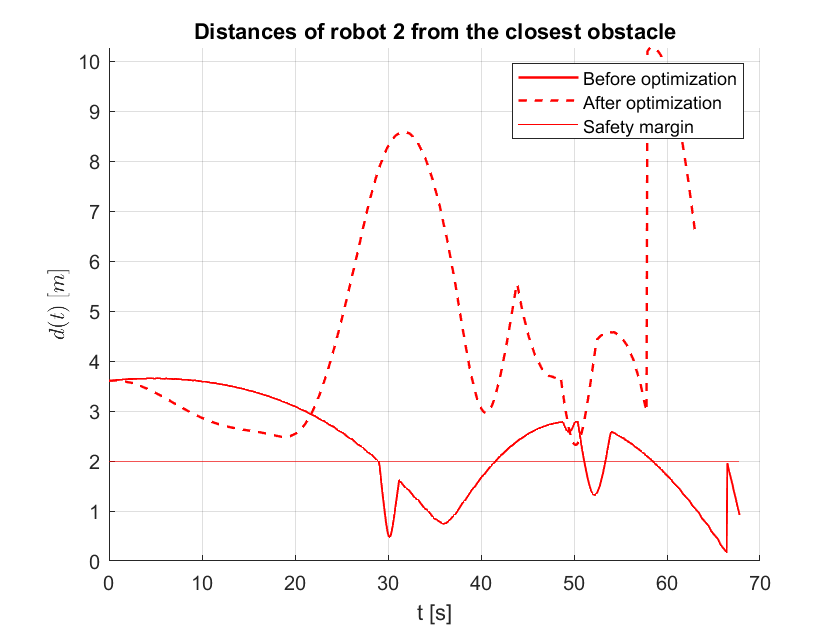 Distances of robot 2 from the closest obstacle
Before optimization
After optimization
Safety margin
10
9
8
7
6
5
4
3
2
1
0
d(t) [m]
0 10 20 30 40 50 60 70
t [s]